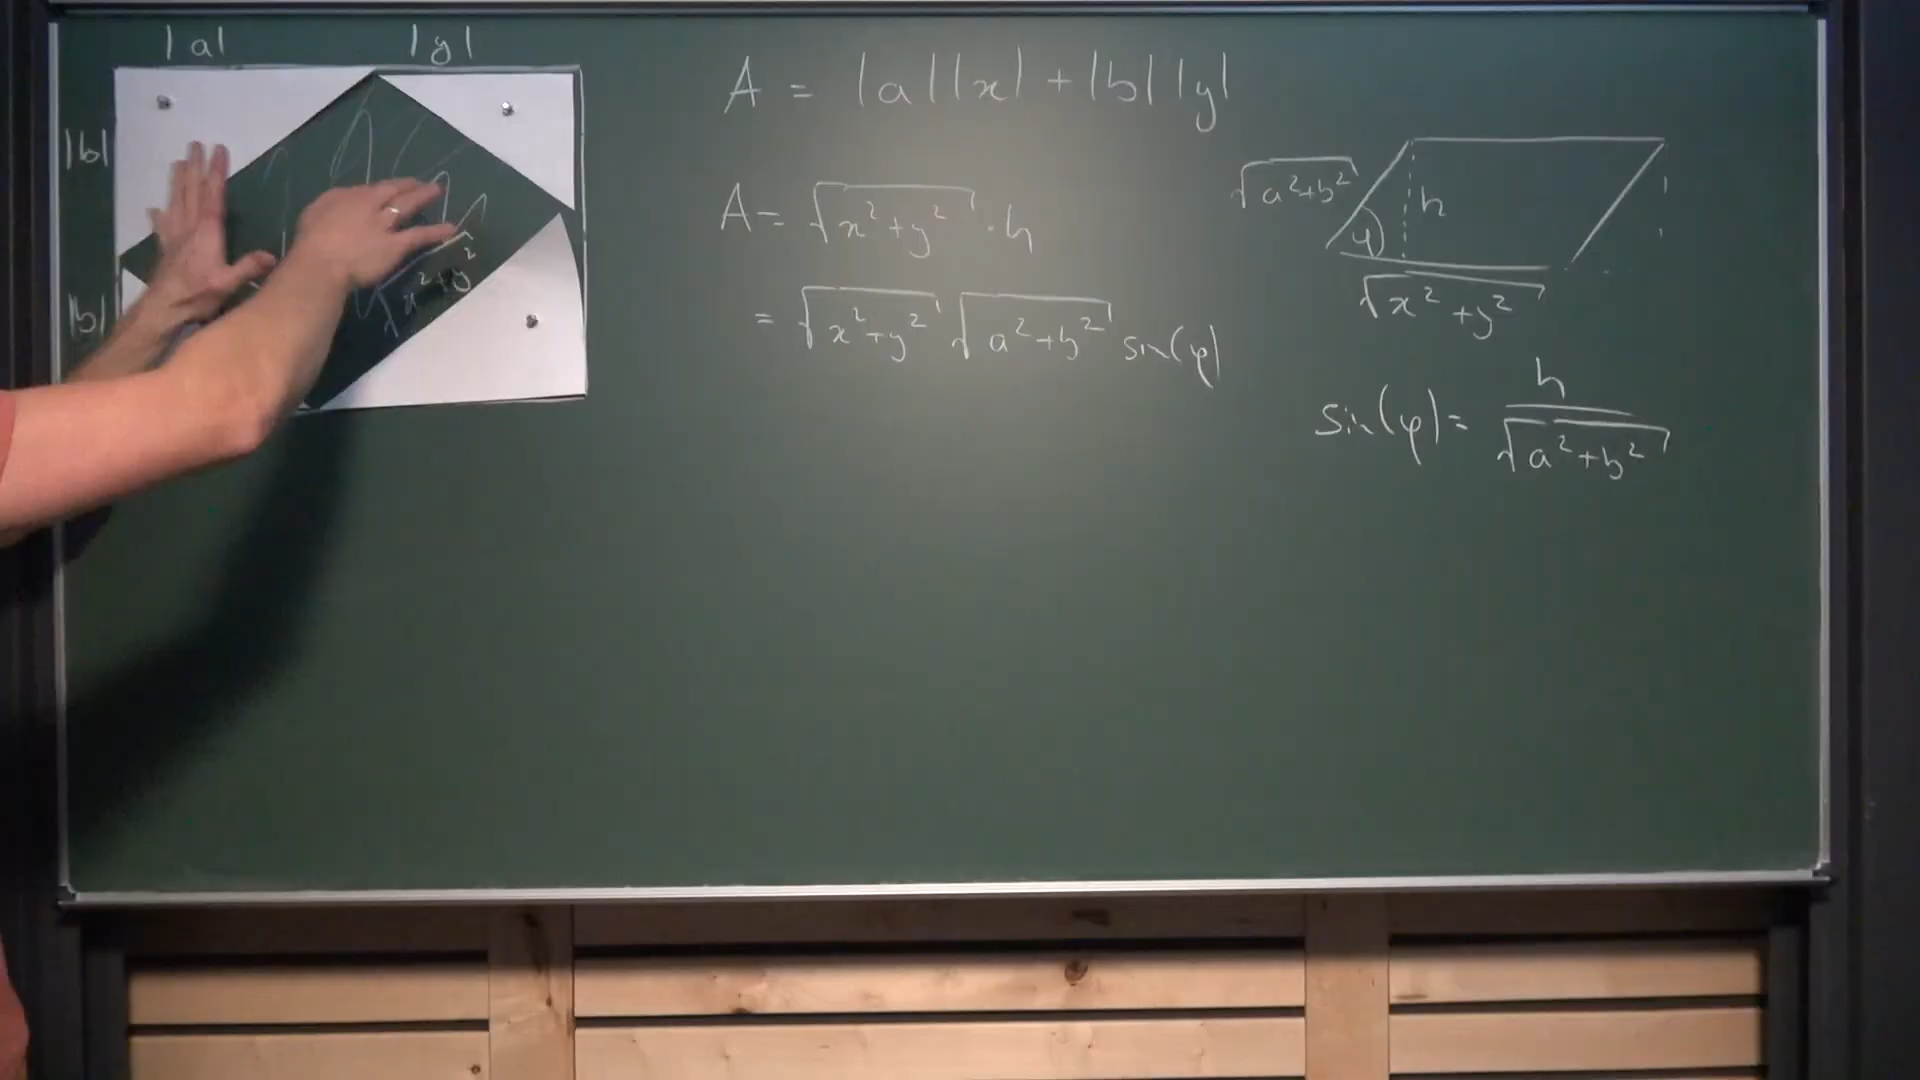 |a| |y|
|b|
|b|
√x²+y²
A = |a||x| + |b||y|
A = √x²+y² · h
= √x²+y² √a²+b² sin(φ)
√a²+b²
h
φ
√x²+y²
sin(φ) = h / √a²+b²